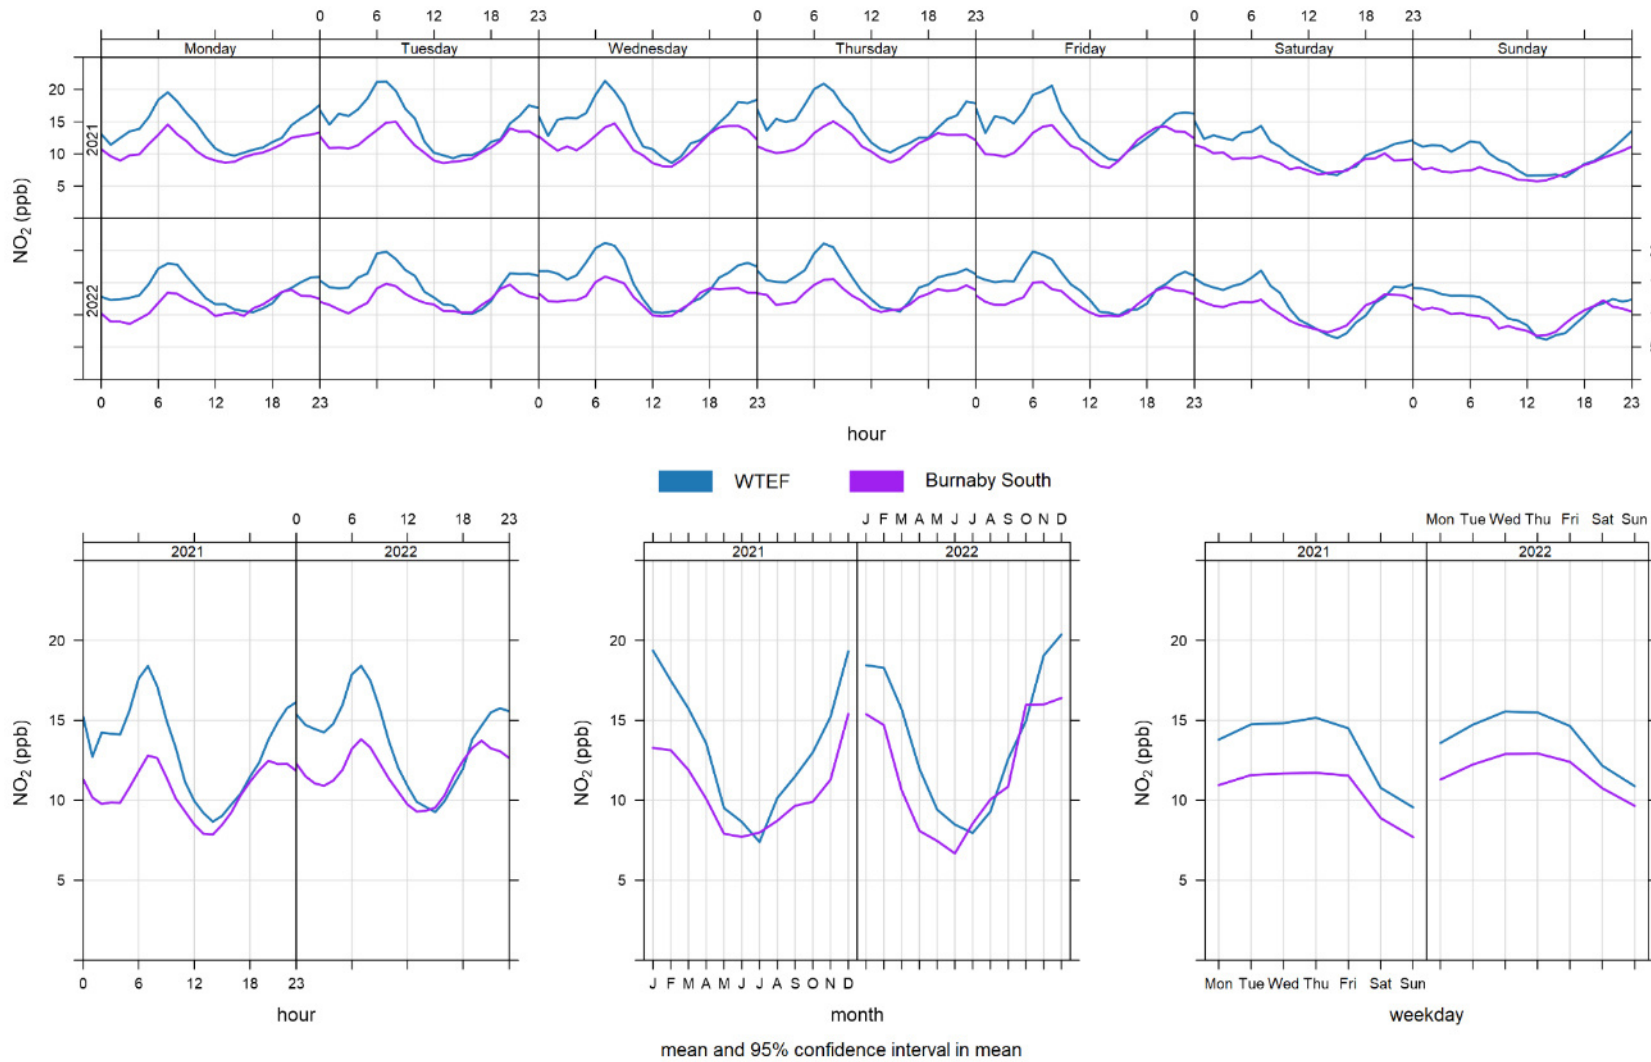 0 6 12 18 23 0 6 12 18 23 0 6 12 18 23
Monday Tuesday Wednesday Thursday Friday Saturday Sunday
20
15
10
5
2021
NO2 (ppb)
2022
0 6 12 18 23 0 6 12 18 23 0 6 12 18 23 0 6 12 18 23
hour
WTEF Burnaby South
0 6 12 18 23
2021 2022
20
15
10
5
NO2 (ppb)
0 6 12 18 23
hour
J F M A M J J A S O N D
2021 2022
20
15
10
5
NO2 (ppb)
J F M A M J J A S O N D
month
Mon Tue Wed Thu Fri Sat Sun
2021 2022
20
15
10
5
NO2 (ppb)
Mon Tue Wed Thu Fri Sat Sun
weekday
mean and 95% confidence interval in mean